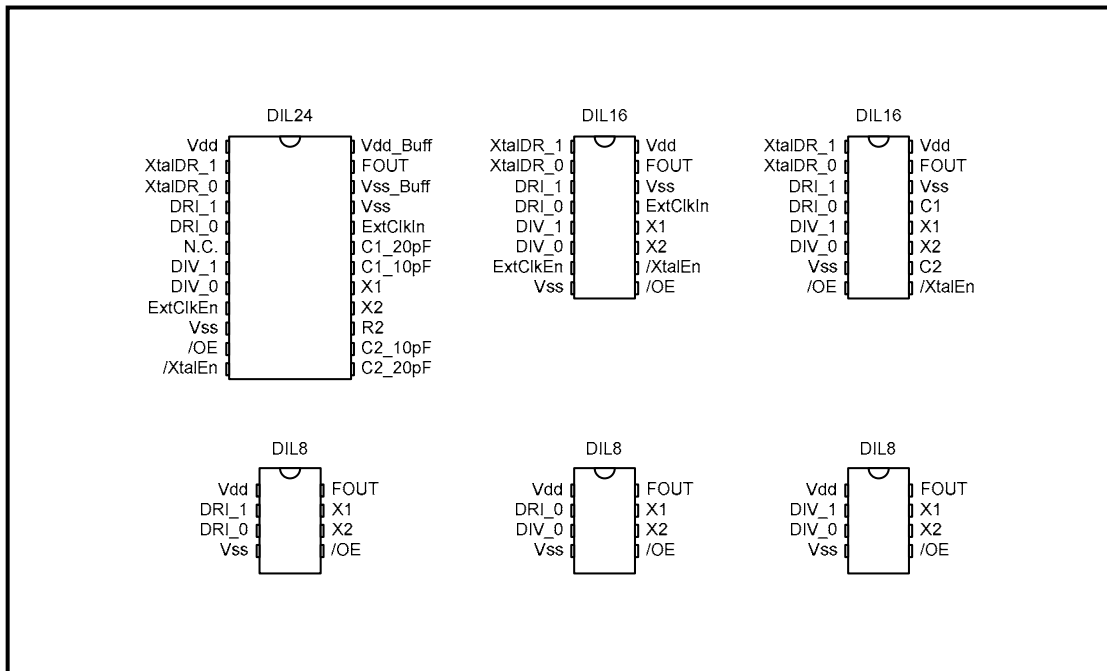 DIL24
Vdd Vdd_Buff
XtalDR_1 FOUT
XtalDR_0 Vss_Buff
DRI_1 Vss
DRI_0 ExtClkIn
N.C. C1_20pF
DIV_1 C1_10pF
DIV_0 X1
ExtClkEn X2
Vss R2
/OE C2_10pF
/XtalEn C2_20pF
DIL16
XtalDR_1 Vdd
XtalDR_0 FOUT
DRI_1 Vss
DRI_0 ExtClkIn
DIV_1 X1
DIV_0 X2
ExtClkEn /XtalEn
Vss /OE
DIL16
XtalDR_1 Vdd
XtalDR_0 FOUT
DRI_1 Vss
DRI_0 C1
DIV_1 X1
DIV_0 X2
Vss C2
/OE /XtalEn
DIL8
Vdd FOUT
DRI_1 X1
DRI_0 X2
Vss /OE
DIL8
Vdd FOUT
DRI_0 X1
DIV_0 X2
Vss /OE
DIL8
Vdd FOUT
DIV_1 X1
DIV_0 X2
Vss /OE